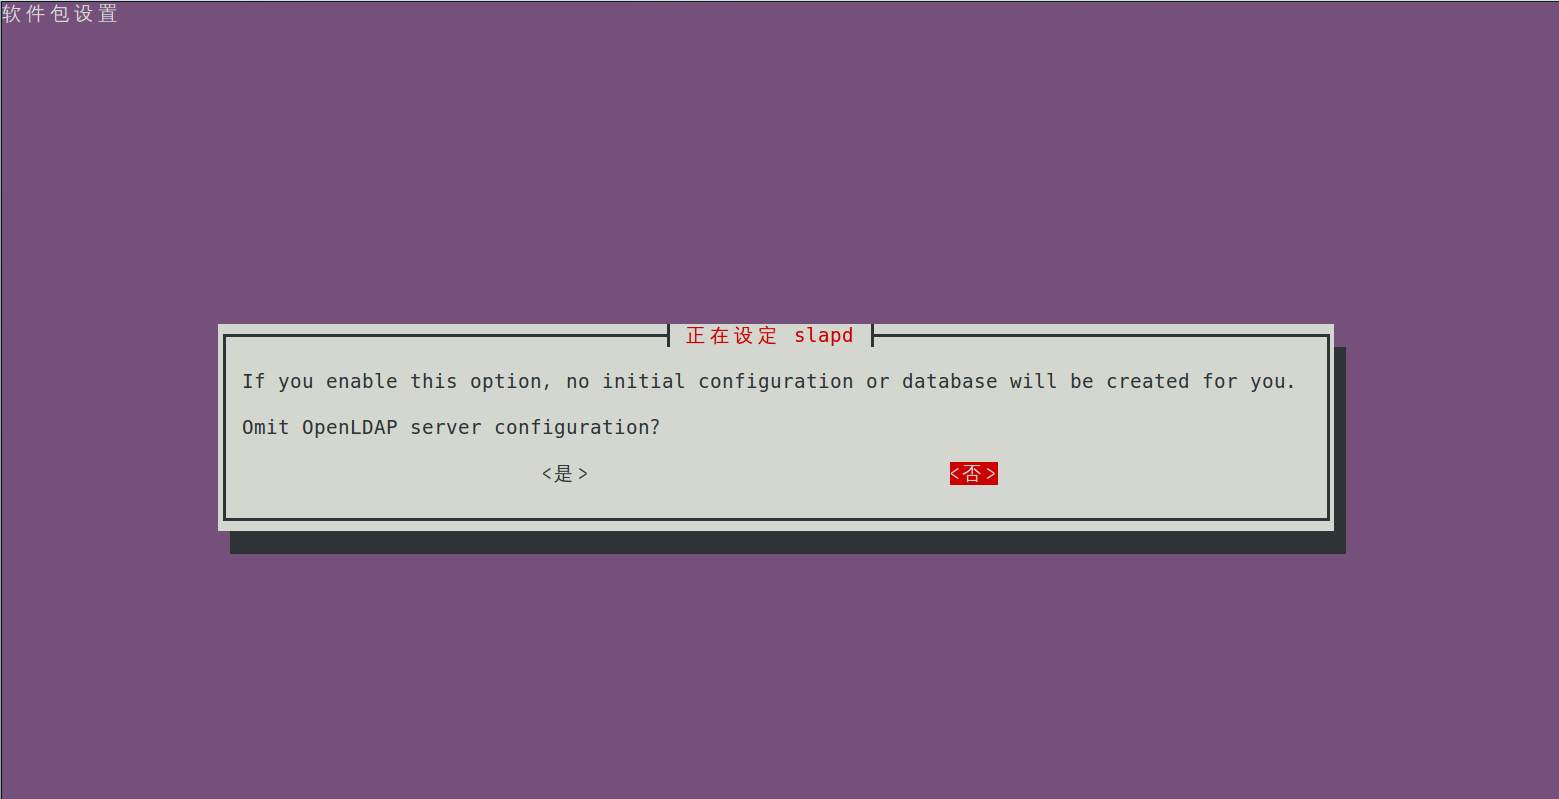 软件包设置
正在设定 slapd
If you enable this option, no initial configuration or database will be created for you.
Omit OpenLDAP server configuration?
<是> <否>